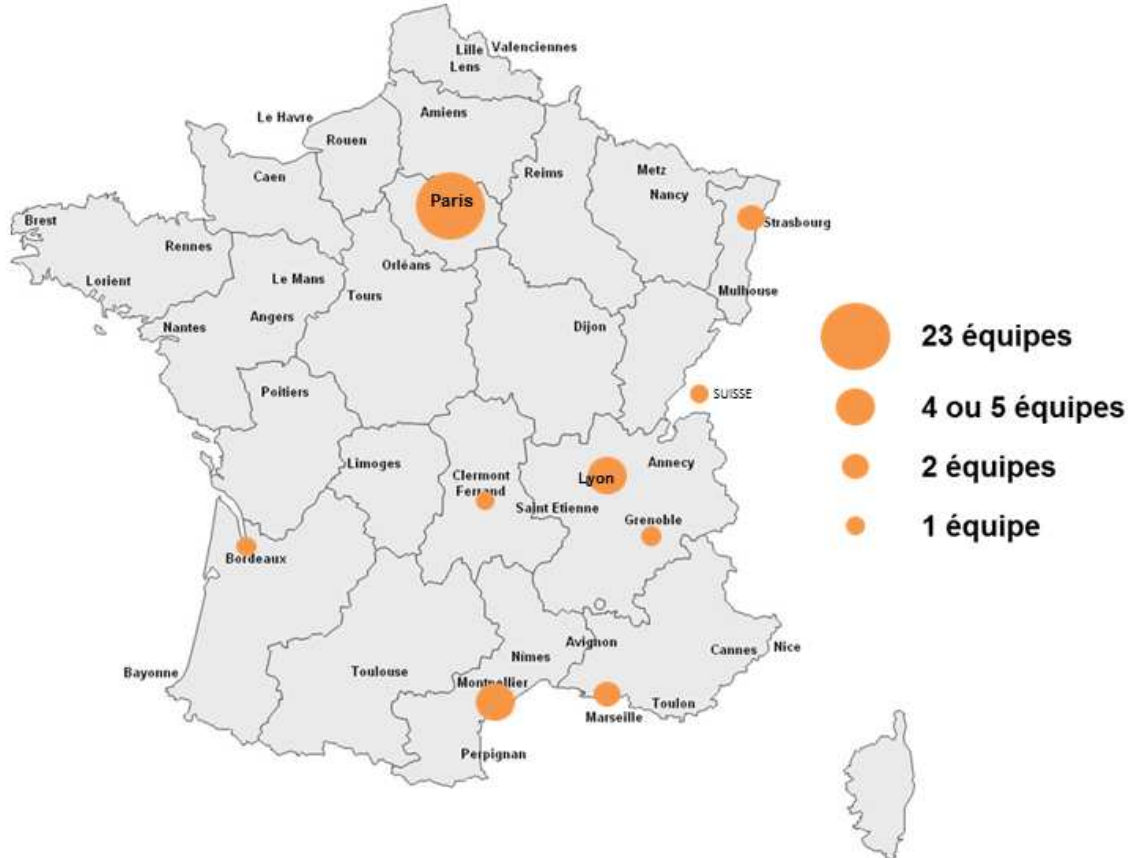 Lille Valenciennes
Lens
Amiens
Le Havre
Rouen
Caen
Reims
Metz
Nancy
Paris
Strasbourg
Brest
Rennes
Lorient
Le Mans
Orléans
Tours
Mulhouse
Nantes
Angers
Dijon
Poitiers
SUISSE
Limoges
Clermont
Ferrand
Lyon
Annecy
Saint Etienne
Grenoble
Bordeaux
Avignon
Cannes
Nice
Nîmes
Bayonne
Toulouse
Montpellier
Marseille
Toulon
Perpignan
23 équipes
4 ou 5 équipes
2 équipes
1 équipe